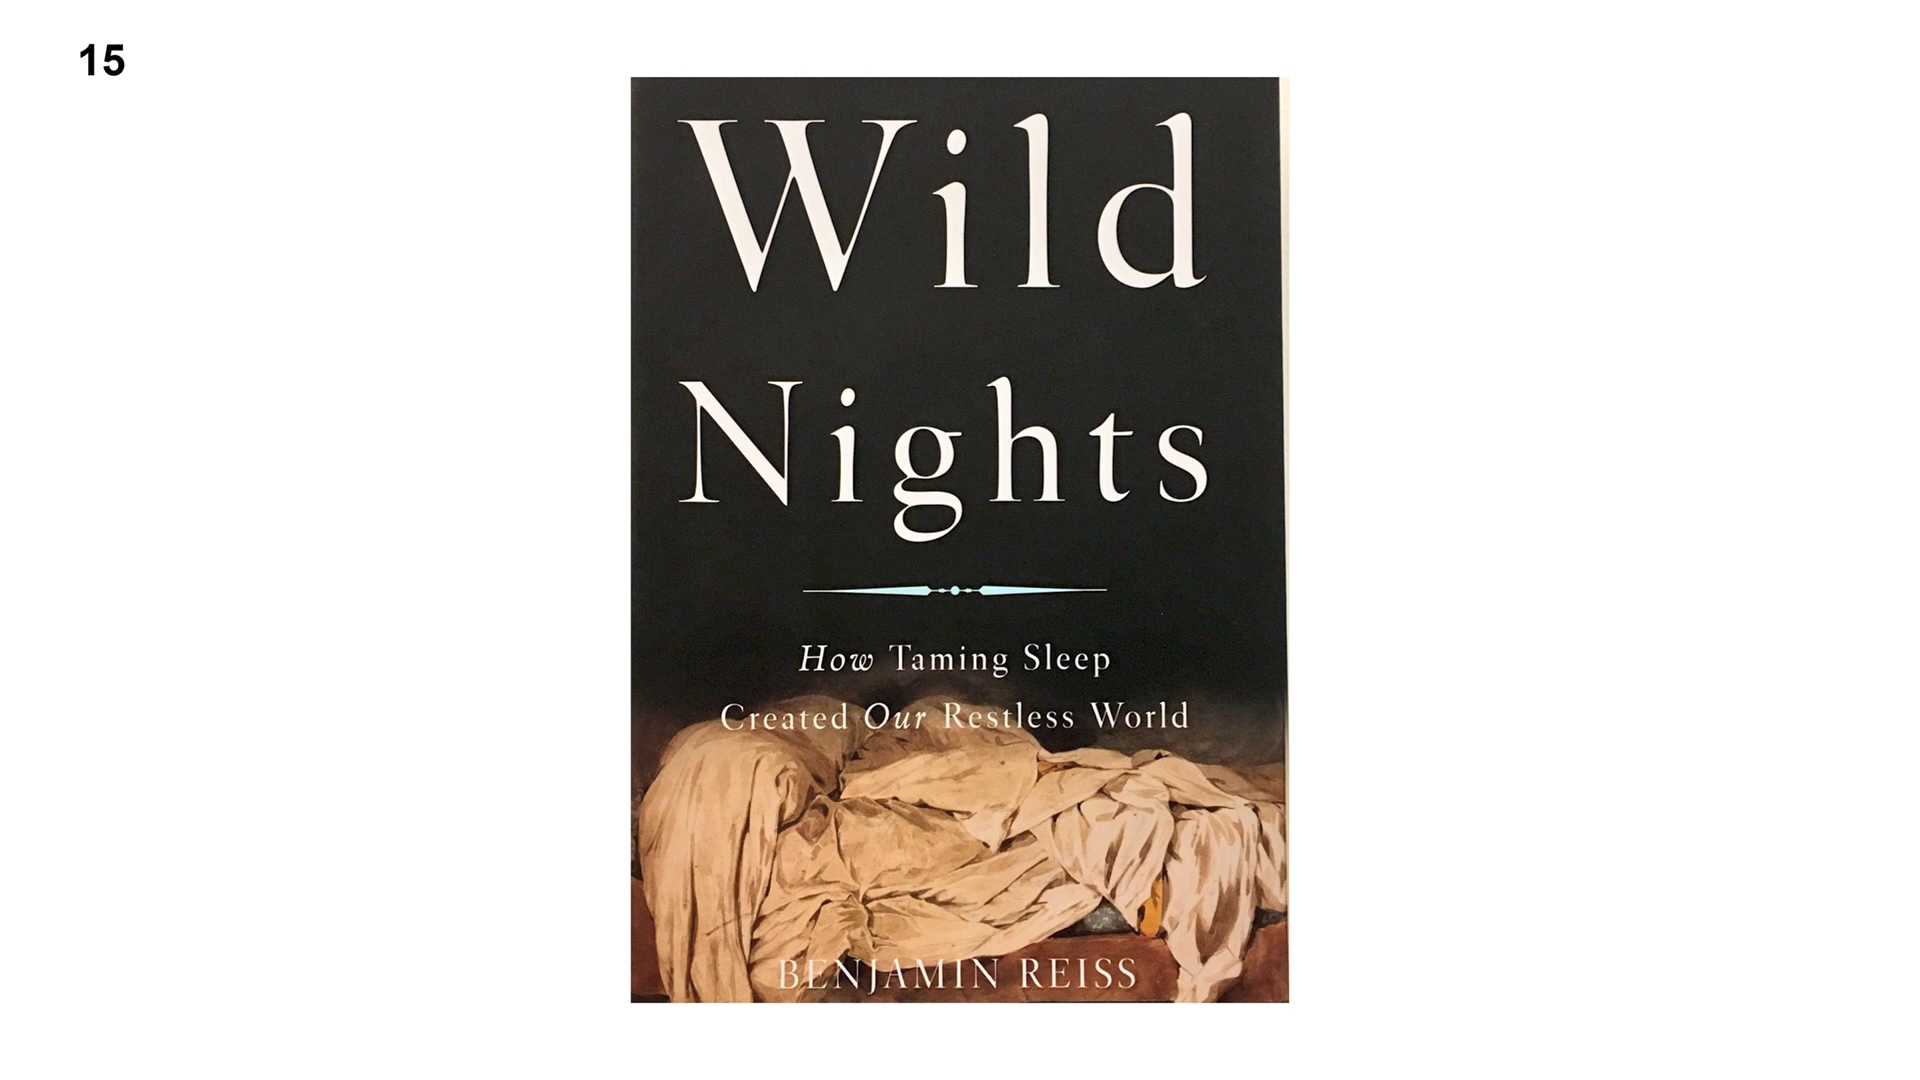 15
Wild
Nights
How Taming Sleep
Created Our Restless World
BENJAMIN REISS